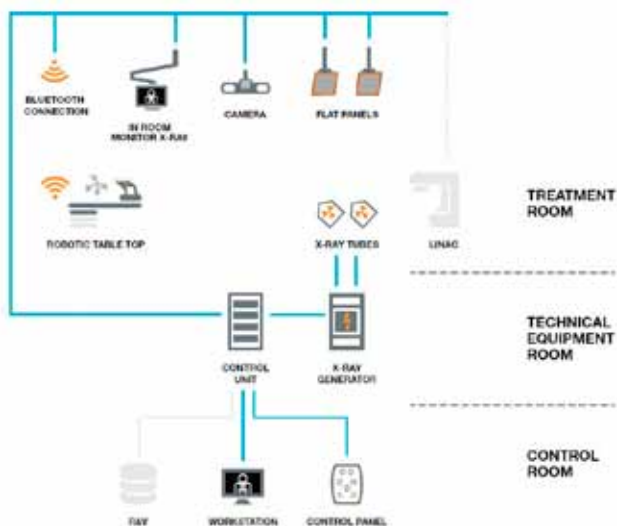 BLUETOOTH
CONNECTION
IN ROOM
MONITOR X-RAY
CAMERA
FLAT PANELS
ROBOTIC TABLE TOP
X-RAY TUBES
LINAC
TREATMENT
ROOM
CONTROL
UNIT
X-RAY
GENERATOR
TECHNICAL
EQUIPMENT
ROOM
WORKSTATION
CONTROL PANEL
CONTROL
ROOM